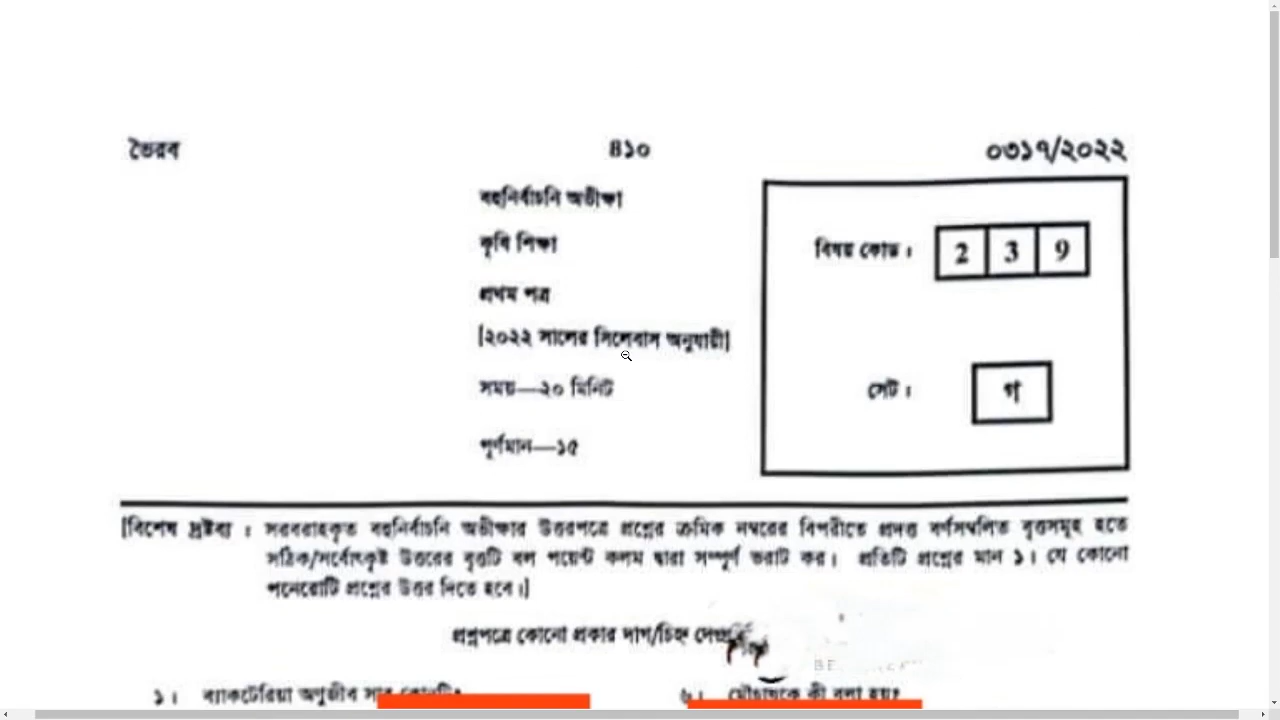 ভৈরব
৪১০
০৩১৭/২০২২
বহুনির্বাচনি অভীক্ষা
কৃষি শিক্ষা
প্রথম পত্র
[২০২২ সালের সিলেবাস অনুযায়ী]
সময়—২০ মিনিট
পূর্ণমান—১৫
বিষয় কোড : 2 3 9
সেট : গ
[বিশেষ দ্রষ্টব্য : সরবরাহকৃত বহুনির্বাচনি অভীক্ষার উত্তরপত্রে প্রশ্নের ক্রমিক নম্বরের বিপরীতে প্রদত্ত বর্ণসম্বলিত বৃত্তসমূহ হতে
সঠিক/সর্বোৎকৃষ্ট উত্তরের বৃত্তটি বল পয়েন্ট কলম দ্বারা সম্পূর্ণ ভরাট কর। প্রতিটি প্রশ্নের মান ১। যে কোনো
পনেরোটি প্রশ্নের উত্তর দিতে হবে।]
প্রশ্নপত্রে কোনো প্রকার দাগ/চিহ্ন
১। ব্যাকটেরিয়া অণুজীব সার কোনটি?
৬। মৌচাষকে কী বলা হয়?